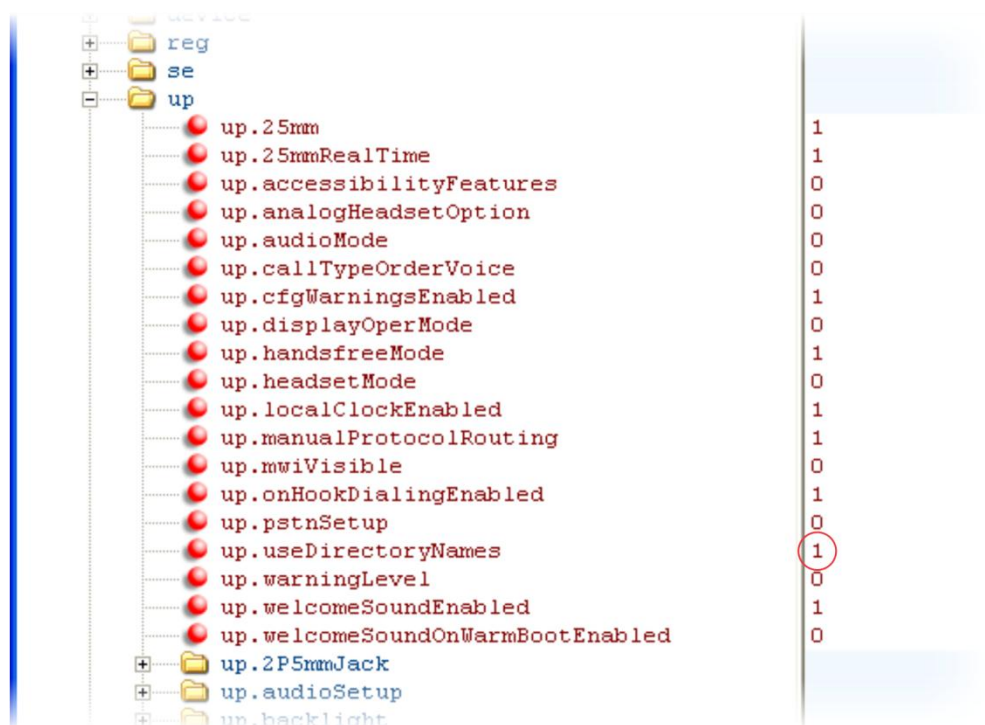 device
reg
se
up
up.25mm 1
up.25mmRealTime 1
up.accessibilityFeatures 0
up.analogHeadsetOption 0
up.audioMode 0
up.callTypeOrderVoice 0
up.cfgWarningsEnabled 1
up.displayOperMode 0
up.handsfreeMode 1
up.headsetMode 0
up.localClockEnabled 1
up.manualProtocolRouting 1
up.mwiVisible 0
up.onHookDialingEnabled 1
up.pstnSetup 0
up.useDirectoryNames 1
up.warningLevel 0
up.welcomeSoundEnabled 1
up.welcomeSoundOnWarmBootEnabled 0
up.2P5mmJack
up.audioSetup
up.backlight